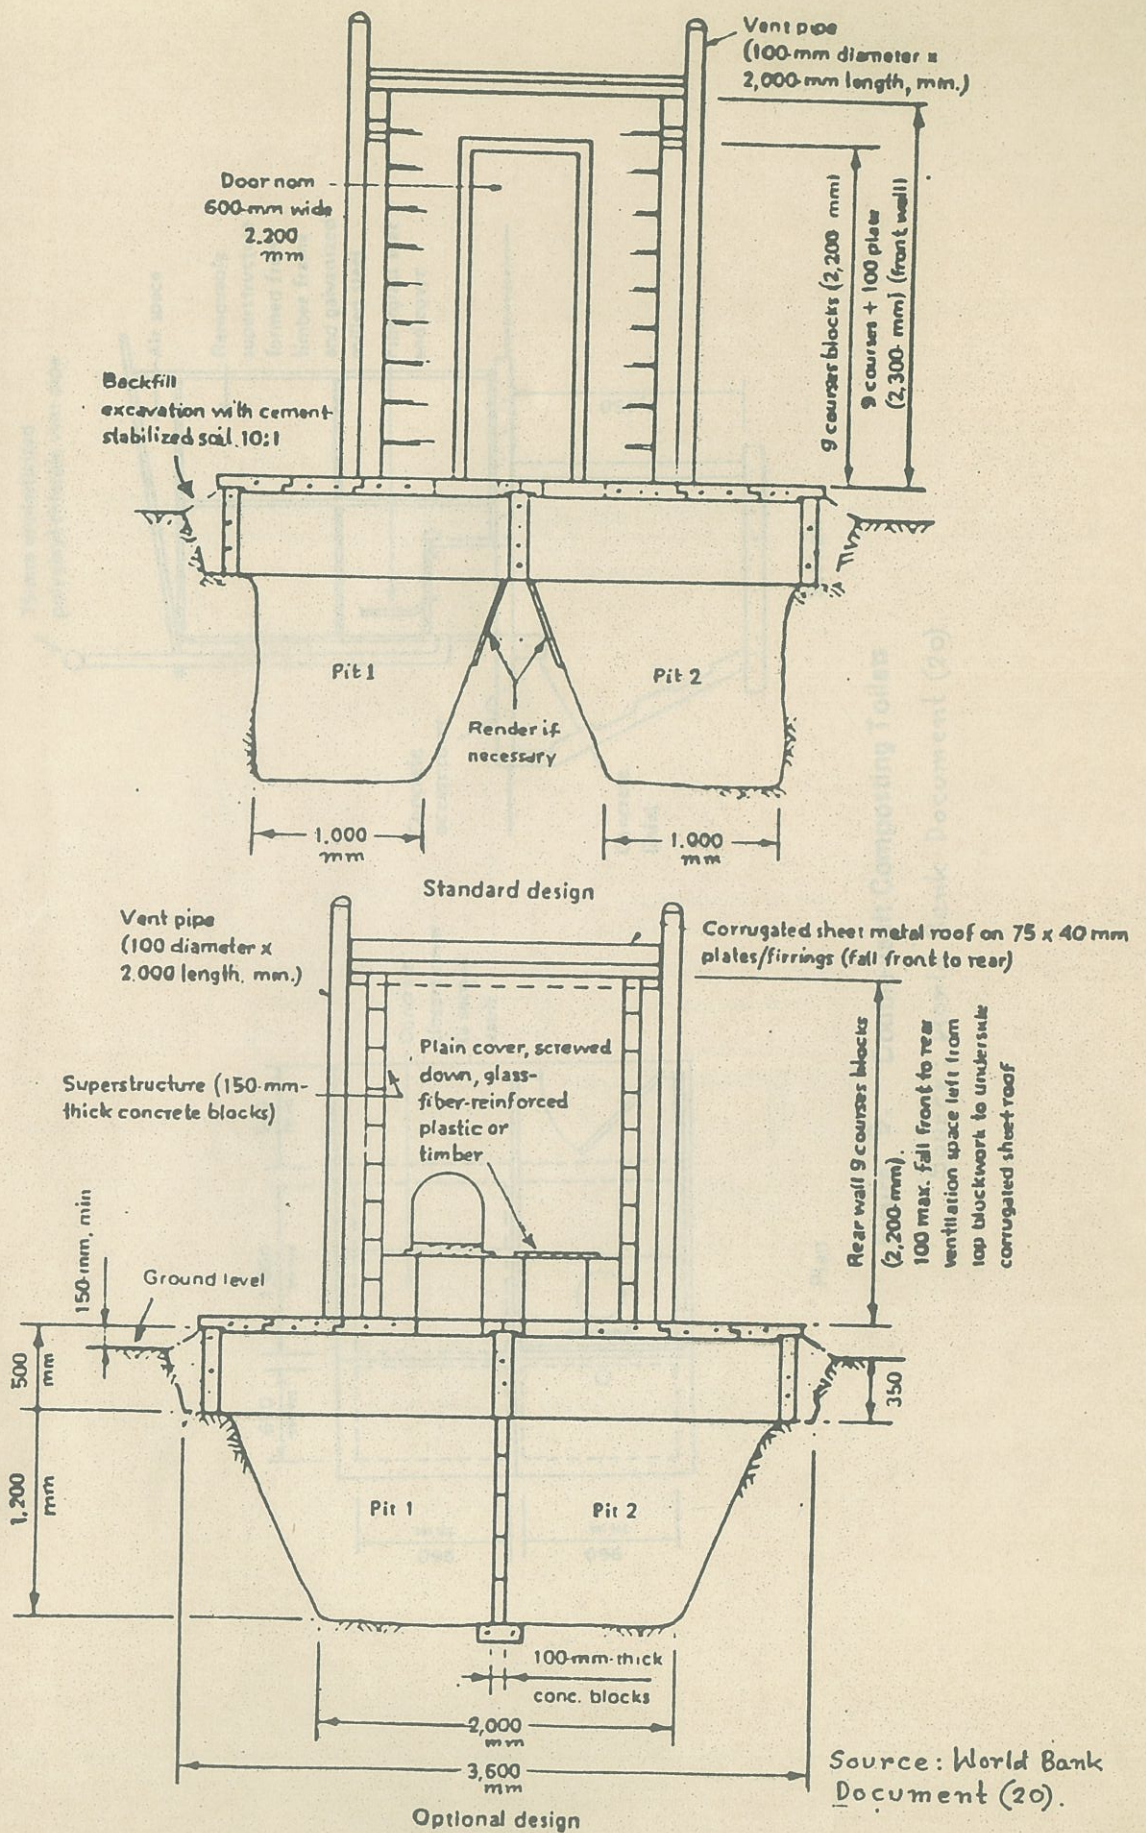 Vent pipe
(100-mm diameter x
2,000-mm length, mm.)
Door nom
600-mm wide
2.200
mm
9 courses blocks (2,200 mm)
9 courses + 100 plate
(2,300 mm) (front wall)
Backfill
excavation with cement
stabilized soil 10:1
Pit 1
Pit 2
Render if
necessary
1.000
mm
1.000
mm
Standard design
Vent pipe
(100 diameter x
2.000 length, mm.)
Corrugated sheet metal roof on 75 x 40 mm
plates/firrings (fall front to rear)
Plain cover, screwed
down, glass-
fiber-reinforced
plastic or
timber
Superstructure (150-mm-
thick concrete blocks)
Rear wall 9 courses blocks
(2,200-mm).
100 max. fall front to rear
ventilation space left from
top blockwork to underside
corrugated sheet roof
150-mm, min
Ground level
500
mm
350
1,200
mm
Pit 1
Pit 2
100-mm-thick
conc. blocks
2,000
mm
3,600
mm
Optional design
Source: World Bank
Document (20).